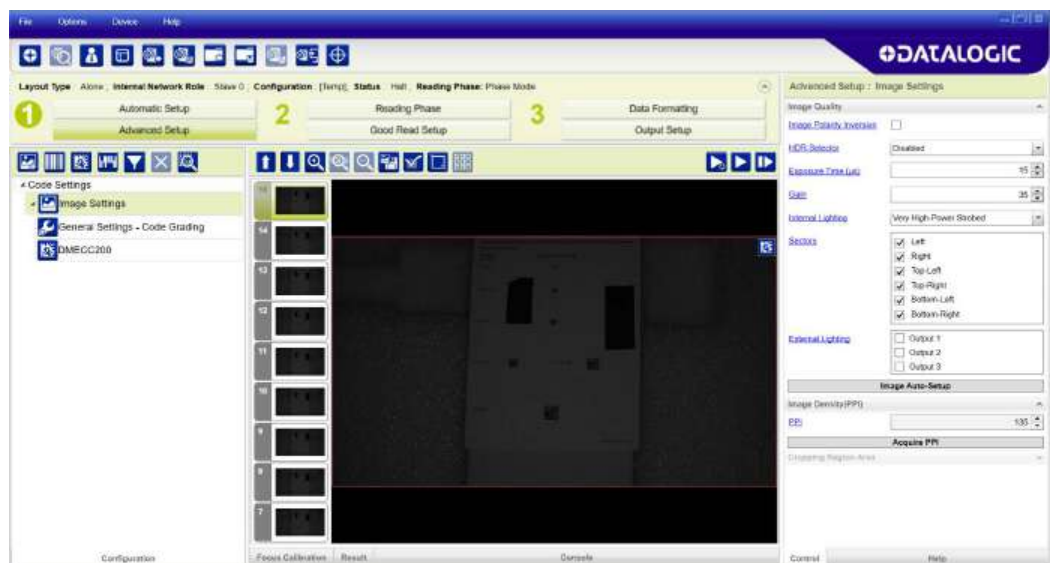 File Options Device Help
DATALOGIC
Layout Type Alone, Internal Network Role Slave 0, Configuration [Temp], Status Halt, Reading Phase: Phase Mode
1 Automatic Setup
Advanced Setup
2 Reading Phase
Good Read Setup
3 Data Formatting
Output Setup
Code Settings
Image Settings
General Settings - Code Grading
DMECC200
Configuration
15
14
13
12
11
10
9
8
7
Focus Calibration Result Console
Advanced Setup : Image Settings
Image Quality
Image Polarity Inversion
HDR Selector Disabled
Exposure Time (µs) 15
Gain 35
Internal Lighting Very High-Power Strobed
Sectors Left
Right
Top-Left
Top-Right
Bottom-Left
Bottom-Right
External Lighting Output 1
Output 2
Output 3
Image Auto-Setup
Image Density(PPI)
PPI 135
Acquire PPI
Cropping Region Area
Control Help